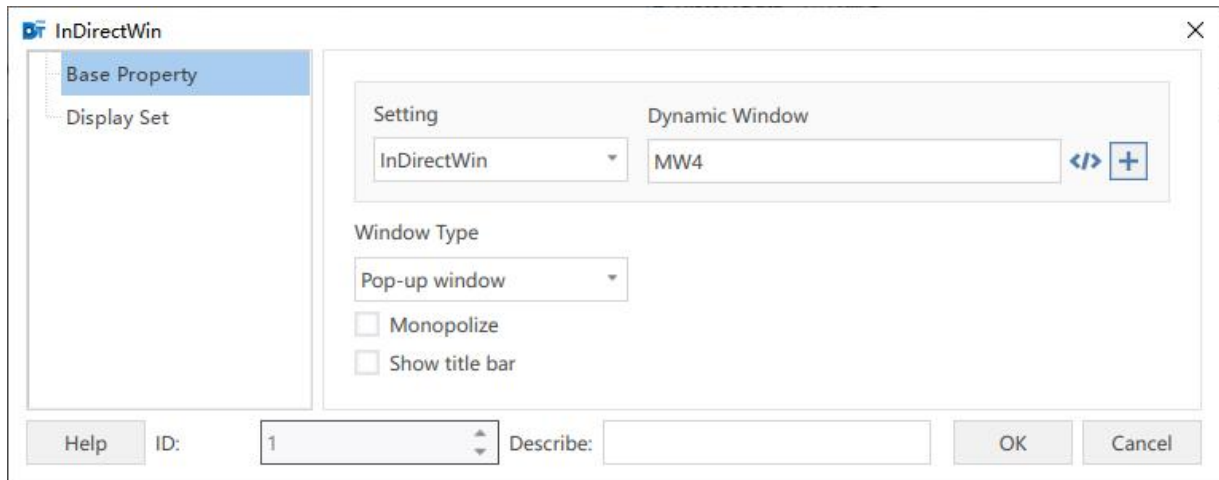 InDirectWin
Base Property
Display Set
Setting
Dynamic Window
InDirectWin
MW4
</>
+
Window Type
Pop-up window
Monopolize
Show title bar
Help
ID:
1
Describe:
OK
Cancel